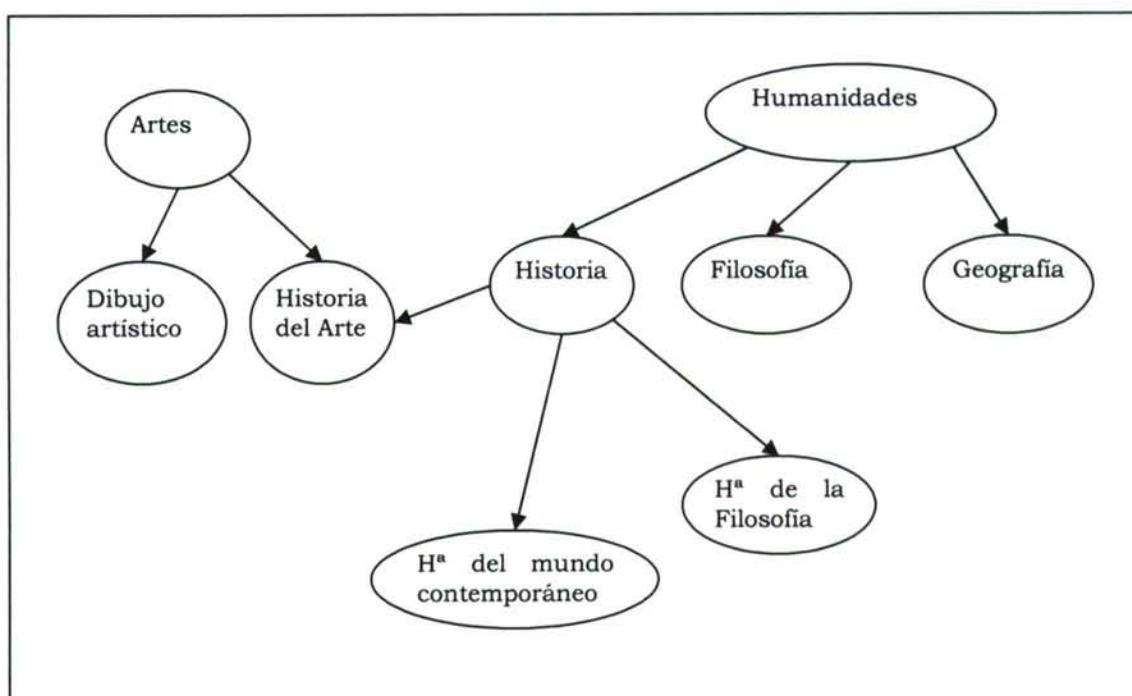 Artes
Humanidades
Dibujo
artístico
Historia
del Arte
Historia
Filosofía
Geografía
Hª de la
Filosofía
Hª del mundo
contemporáneo